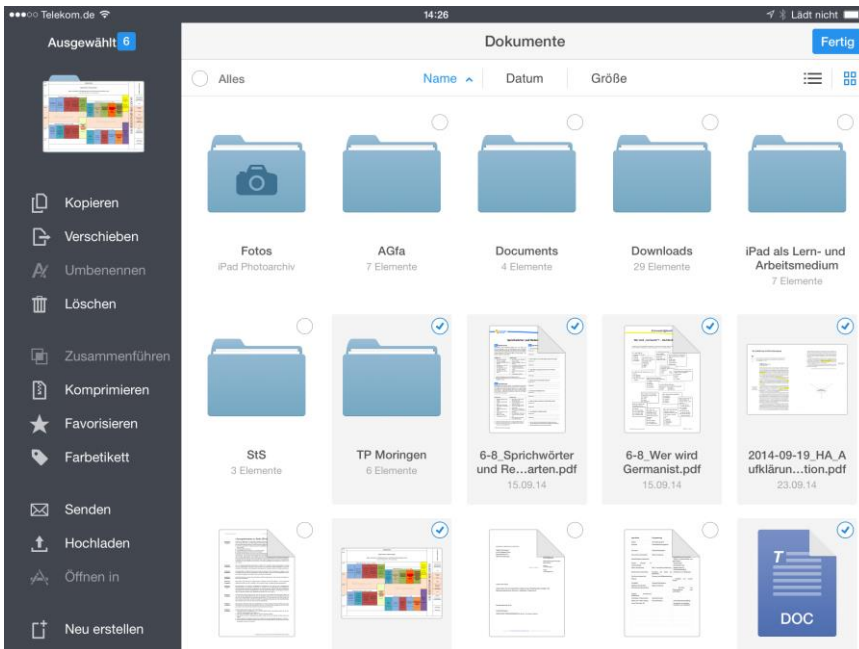 Telekom.de
14:26
Lädt nicht
Ausgewählt 6
Dokumente
Fertig
Alles
Name
Datum
Größe
Kopieren
Verschieben
Umbenennen
Löschen
Zusammenführen
Komprimieren
Favorisieren
Farbetikett
Senden
Hochladen
Öffnen in
Neu erstellen
Fotos
iPad Photoarchiv
AGfa
7 Elemente
Documents
4 Elemente
Downloads
29 Elemente
iPad als Lern- und
Arbeitsmedium
7 Elemente
StS
3 Elemente
TP Moringen
6 Elemente
6-8_Sprichwörter
und Re...arten.pdf
15.09.14
6-8_Wer wird
Germanist.pdf
15.09.14
2014-09-19_HA_A
ufklärun...tion.pdf
23.09.14
T
DOC